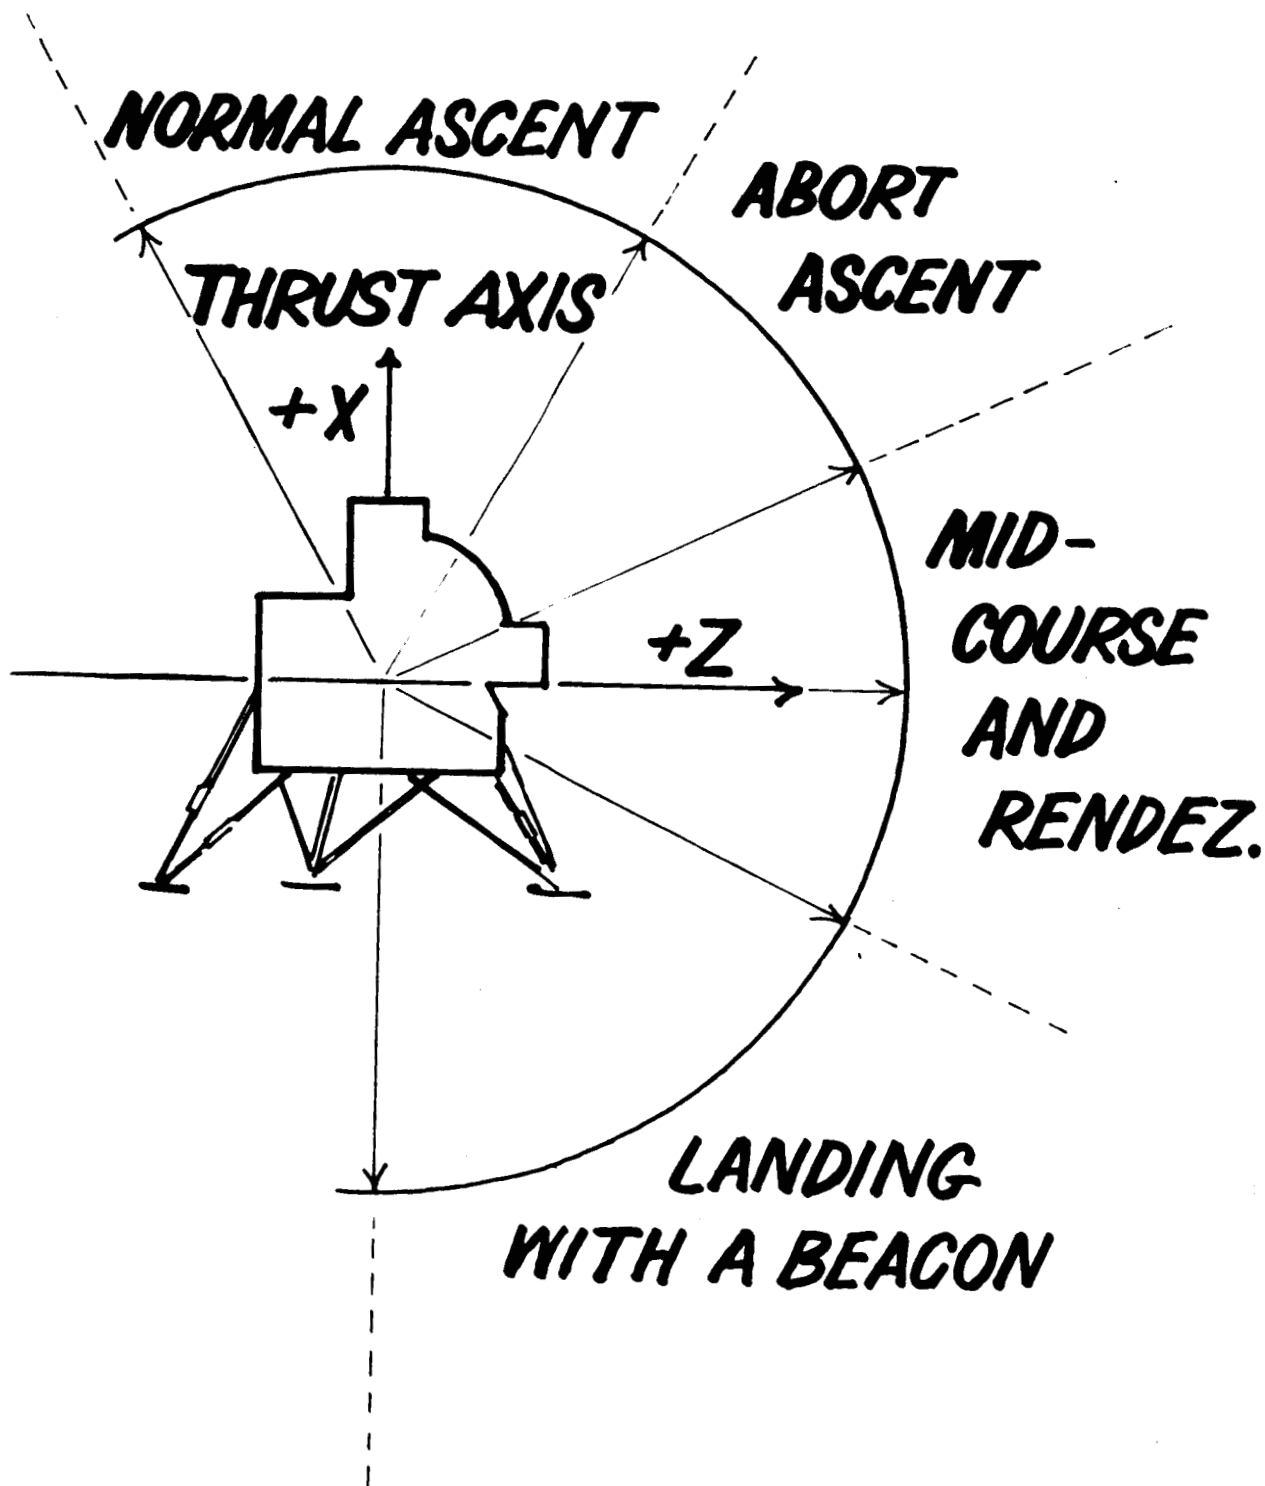 NORMAL ASCENT
ABORT
ASCENT
THRUST AXIS
+X
MID-
COURSE
+Z
AND
RENDEZ.
LANDING
WITH A BEACON